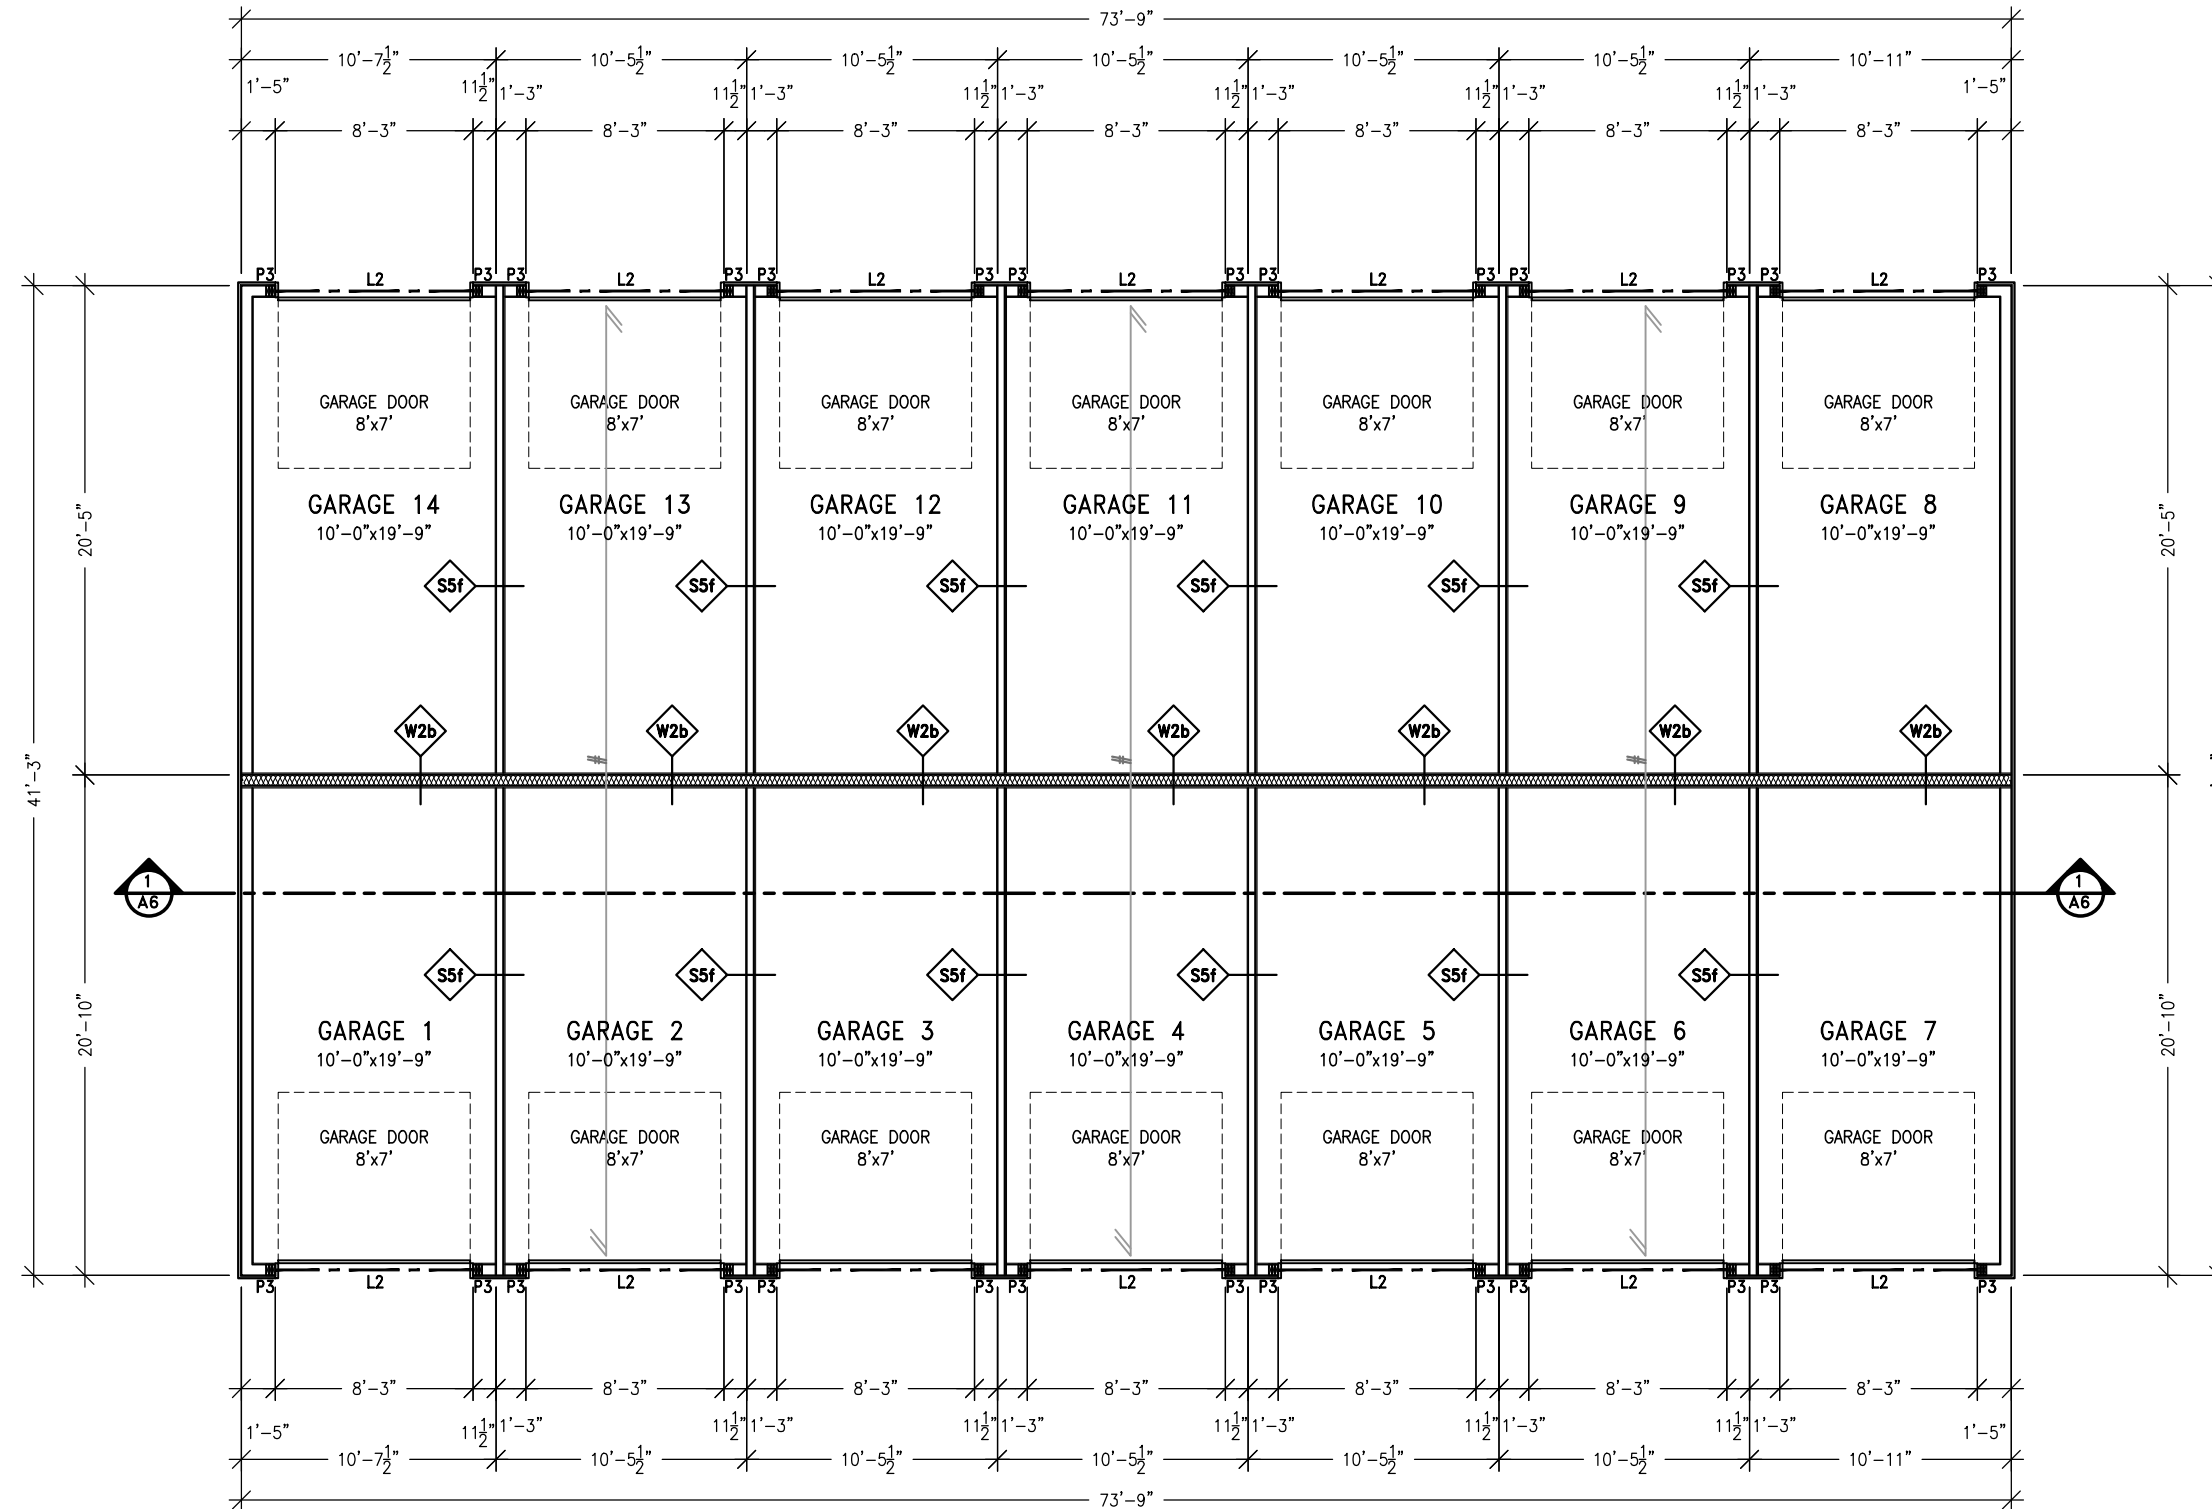 73'-9"
10'-7½" 10'-5½" 10'-5½" 10'-5½" 10'-5½" 10'-5½" 10'-11"
1'-5" 11½" 1'-3" 11½" 1'-3" 11½" 1'-3" 11½" 1'-3" 11½" 1'-3" 11½" 1'-3" 1'-5"
8'-3" 8'-3" 8'-3" 8'-3" 8'-3" 8'-3" 8'-3"
P3 L2 P3 P3 L2 P3 P3 L2 P3 P3 L2 P3 P3 L2 P3 P3 L2 P3 P3 L2 P3
GARAGE DOOR GARAGE DOOR GARAGE DOOR GARAGE DOOR GARAGE DOOR GARAGE DOOR GARAGE DOOR
8'x7' 8'x7' 8'x7' 8'x7' 8'x7' 8'x7' 8'x7'
GARAGE 14 GARAGE 13 GARAGE 12 GARAGE 11 GARAGE 10 GARAGE 9 GARAGE 8
10'-0"x19'-9" 10'-0"x19'-9" 10'-0"x19'-9" 10'-0"x19'-9" 10'-0"x19'-9" 10'-0"x19'-9" 10'-0"x19'-9"
20'-5" 20'-5"
S5f S5f S5f S5f S5f S5f
W2b W2b W2b W2b W2b W2b W2b
41'-3"
1 1
A6 A6
S5f S5f S5f S5f S5f S5f
20'-10" 20'-10"
GARAGE 1 GARAGE 2 GARAGE 3 GARAGE 4 GARAGE 5 GARAGE 6 GARAGE 7
10'-0"x19'-9" 10'-0"x19'-9" 10'-0"x19'-9" 10'-0"x19'-9" 10'-0"x19'-9" 10'-0"x19'-9" 10'-0"x19'-9"
GARAGE DOOR GARAGE DOOR GARAGE DOOR GARAGE DOOR GARAGE DOOR GARAGE DOOR GARAGE DOOR
8'x7' 8'x7' 8'x7' 8'x7' 8'x7' 8'x7' 8'x7'
P3 L2 P3 P3 L2 P3 P3 L2 P3 P3 L2 P3 P3 L2 P3 P3 L2 P3 P3 L2 P3
8'-3" 8'-3" 8'-3" 8'-3" 8'-3" 8'-3" 8'-3"
1'-5" 11½" 1'-3" 11½" 1'-3" 11½" 1'-3" 11½" 1'-3" 11½" 1'-3" 11½" 1'-3" 1'-5"
10'-7½" 10'-5½" 10'-5½" 10'-5½" 10'-5½" 10'-5½" 10'-11"
73'-9"